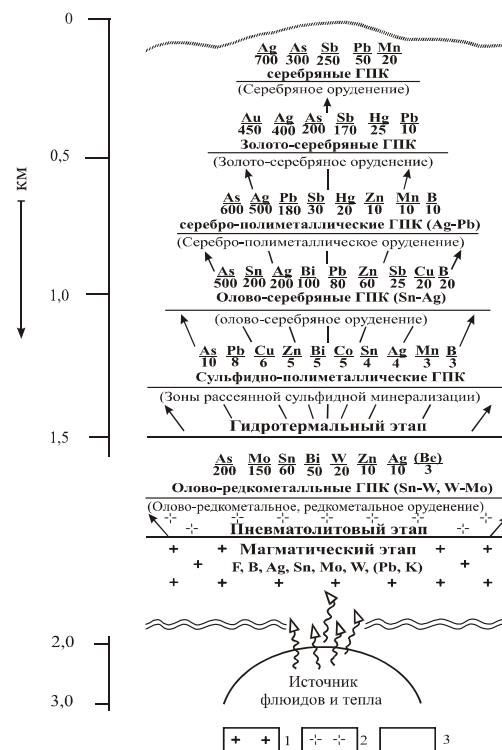 0
Ag As Sb Pb Mn
700 300 250 50 20
серебряные ГПК
(Серебряное оруденение)
Au Ag As Sb Hg Pb
450 400 200 170 25 10
Золото-серебряные ГПК
0,5
(Золото-серебряное оруденение)
км
As Ag Pb Sb Hg Zn Mn B
600 500 180 30 20 10 10 10
серебро-полиметаллические ГПК (Ag-Pb)
(Серебро-полиметаллическое оруденение)
As Sn Ag Bi Pb Zn Sb Cu B
500 200 200 100 80 60 25 20 20
1,0
Олово-серебряные ГПК (Sn-Ag)
(олово-серебряное оруденение)
As Pb Cu Zn Bi Co Sn Ag Mn B
10 8 6 5 5 5 4 4 3 3
Сульфидно-полиметаллические ГПК
(Зоны рассеянной сульфидной минерализации)
Гидротермальный этап
1,5
As Mo Sn Bi W Zn Ag (Be)
200 150 60 50 20 10 10 3
Олово-редкометалльные ГПК (Sn-W, W-Mo)
(Олово-редкометальное, редкометальное оруденение)
Пневматолитовый этап
Магматический этап
F, B, Ag, Sn, Mo, W, (Pb, K)
2,0
Источник
флюидов и тепла
3,0
1 2 3